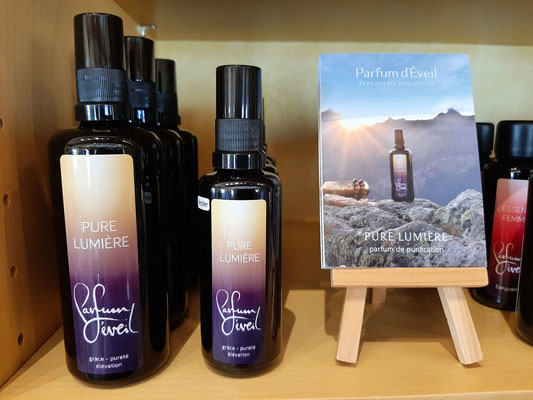 PURE
LUMIÈRE
Parfum
d'éveil
grâce - pureté
élévation
PURE
LUMIÈRE
Parfum
d'éveil
grâce - pureté
élévation
Parfum d'Éveil
PARFUMERIE HOLISTIQUE
PURE LUMIÈRE
parfum de purification